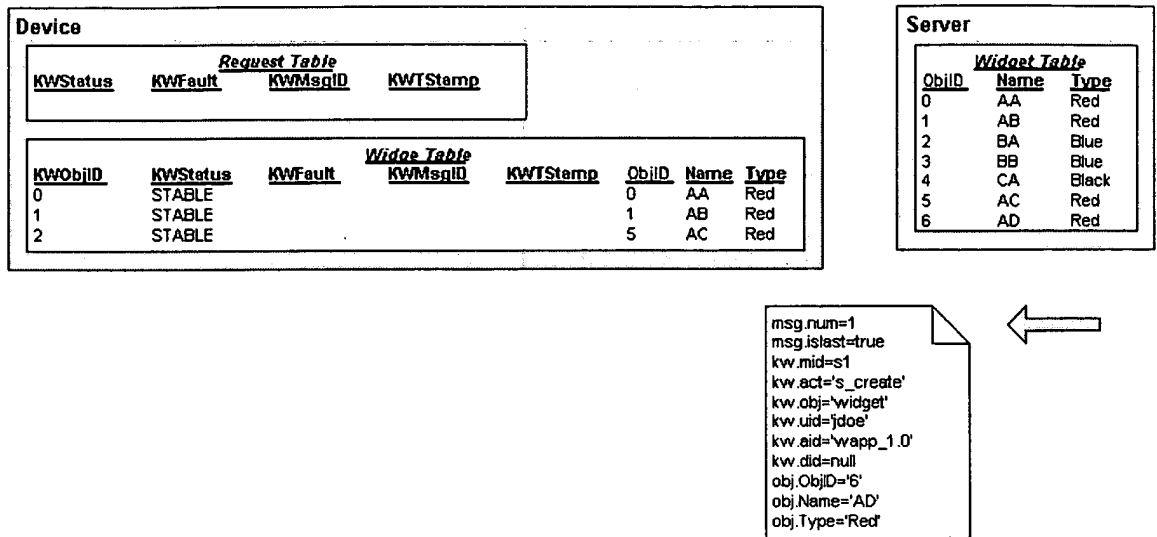 Device
Request Table
KWStatus KWFault KWMsgID KWTStamp
Widge Table
KWObjID KWStatus KWFault KWMsgID KWTStamp ObjID Name Type
0 STABLE 0 AA Red
1 STABLE 1 AB Red
2 STABLE 5 AC Red
Server
Widget Table
ObjID Name Type
0 AA Red
1 AB Red
2 BA Blue
3 BB Blue
4 CA Black
5 AC Red
6 AD Red
msg.num=1
msg.islast=true
kw.mid=s1
kw.act='s_create'
kw.obj='widget'
kw.uid='jdoe'
kw.aid='wapp_1.0'
kw.did=null
obj.ObjID='6'
obj.Name='AD'
obj.Type='Red'